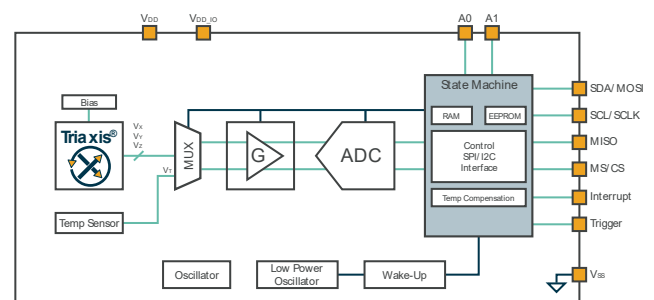 VDD
VDD_IO
A0
A1
State Machine
SDA/MOSI
Bias
RAM
EEPROM
SCL/SCLK
Triaxis®
VX
VY
VZ
MUX
G
ADC
Control
SPI/I2C
Interface
MISO
MS/CS
VT
Temp Compensation
Interrupt
Temp Sensor
Trigger
Oscillator
Low Power
Oscillator
Wake-Up
VSS